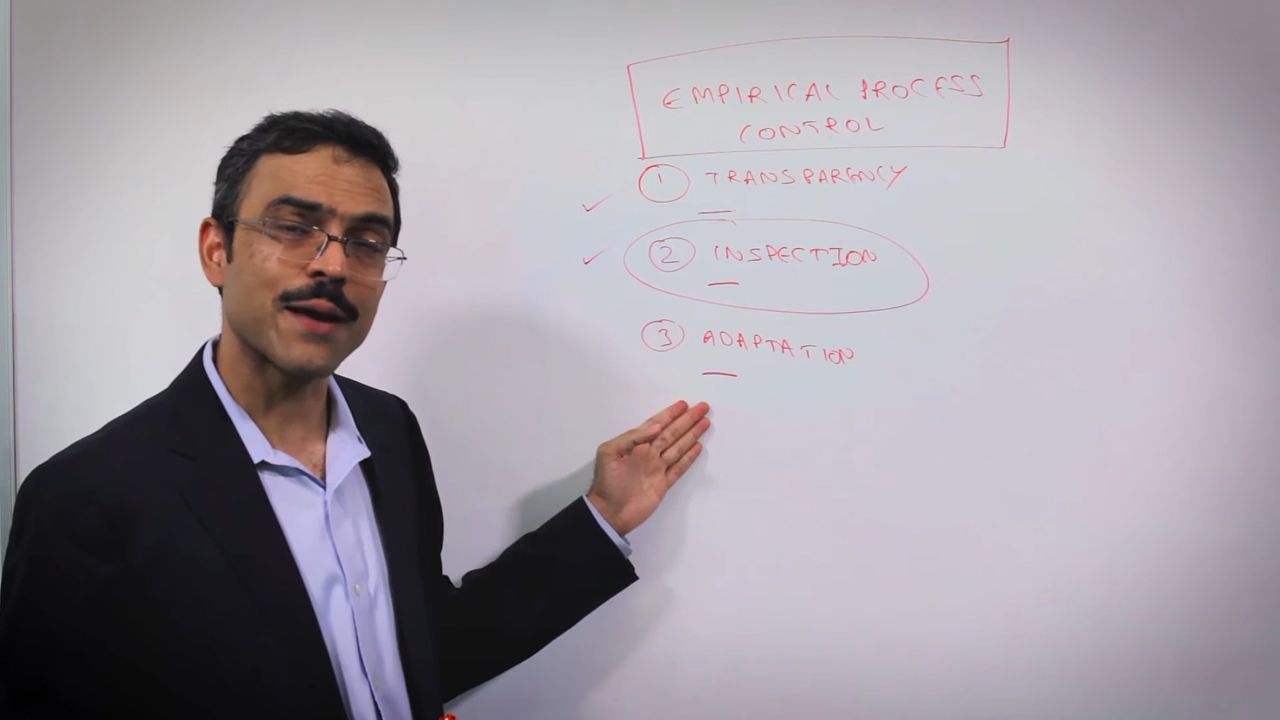 EMPIRICAL PROCESS
CONTROL
1 TRANSPARENCY
2 INSPECTION
3 ADAPTATION